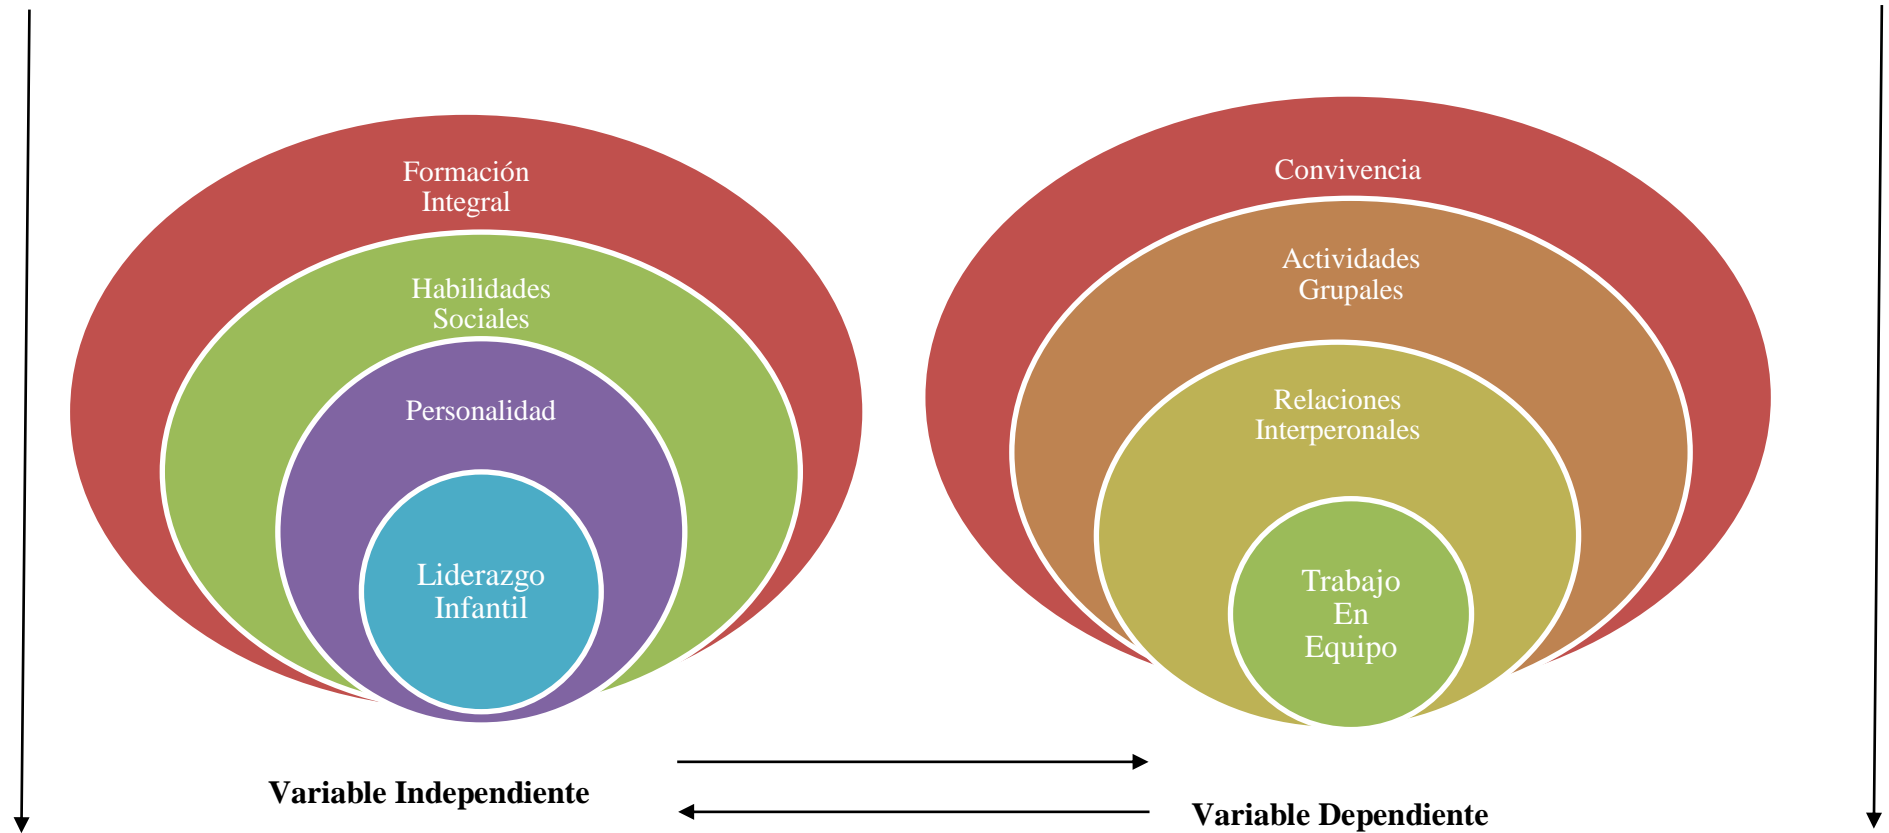 Formación
Integral
Habilidades
Sociales
Personalidad
Liderazgo
Infantil
Convivencia
Actividades
Grupales
Relaciones
Interperonales
Trabajo
En
Equipo
Variable Independiente
Variable Dependiente